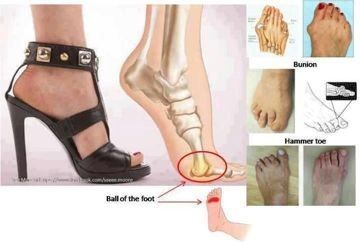 Bunion
Hammer toe
Ball of the foot